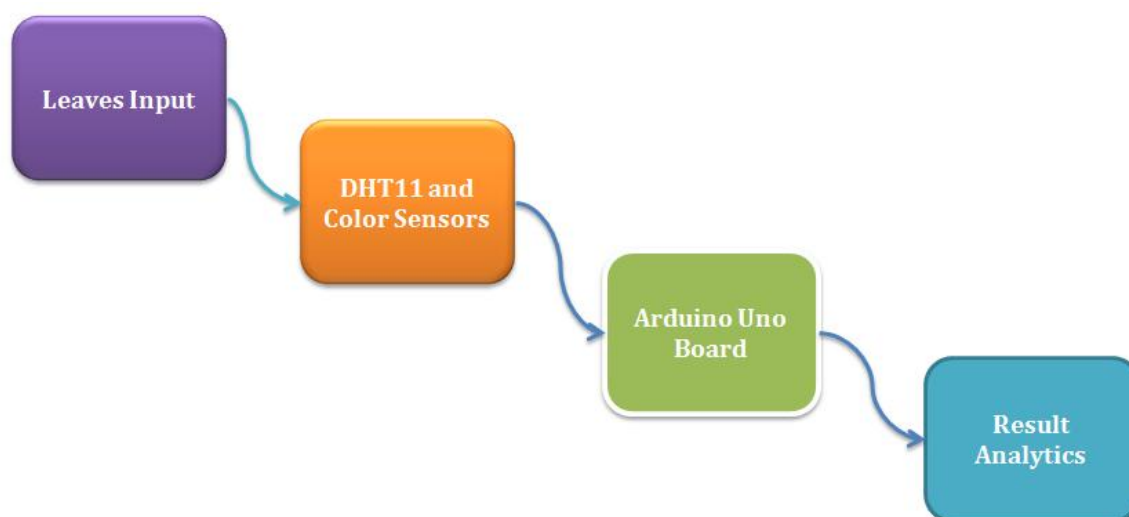 Leaves Input
DHT11 and
Color Sensors
Arduino Uno
Board
Result
Analytics